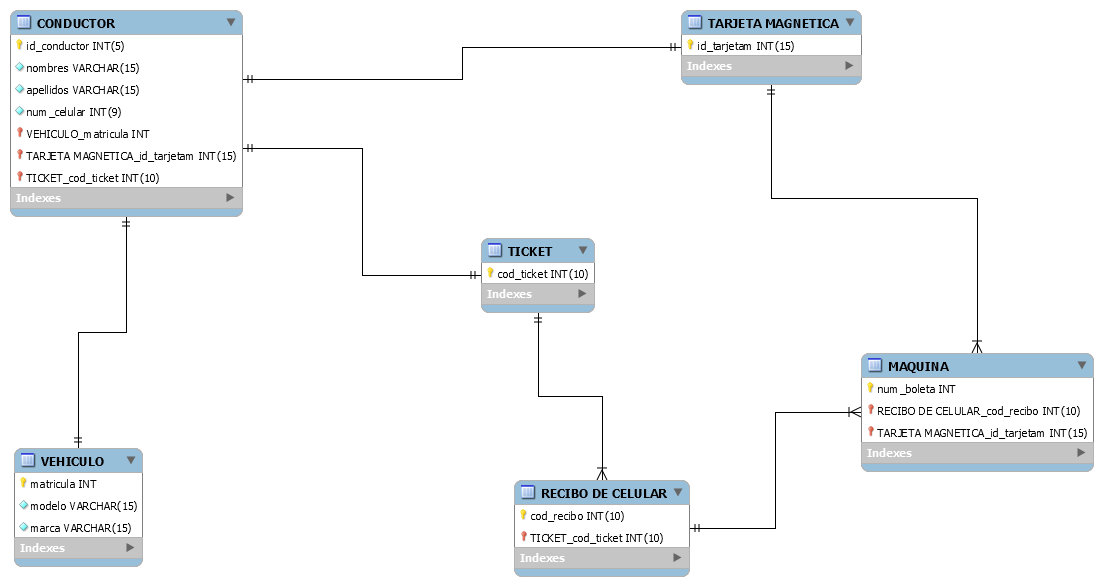 CONDUCTOR
id_conductor INT(5)
nombres VARCHAR(15)
apellidos VARCHAR(15)
num_celular INT(9)
VEHICULO_matricula INT
TARJETA MAGNETICA_id_tarjetam INT(15)
TICKET_cod_ticket INT(10)
Indexes
TARJETA MAGNETICA
id_tarjetam INT(15)
Indexes
TICKET
cod_ticket INT(10)
Indexes
MAQUINA
num_boleta INT
RECIBO DE CELULAR_cod_recibo INT(10)
TARJETA MAGNETICA_id_tarjetam INT(15)
Indexes
VEHICULO
matricula INT
modelo VARCHAR(15)
marca VARCHAR(15)
Indexes
RECIBO DE CELULAR
cod_recibo INT(10)
TICKET_cod_ticket INT(10)
Indexes